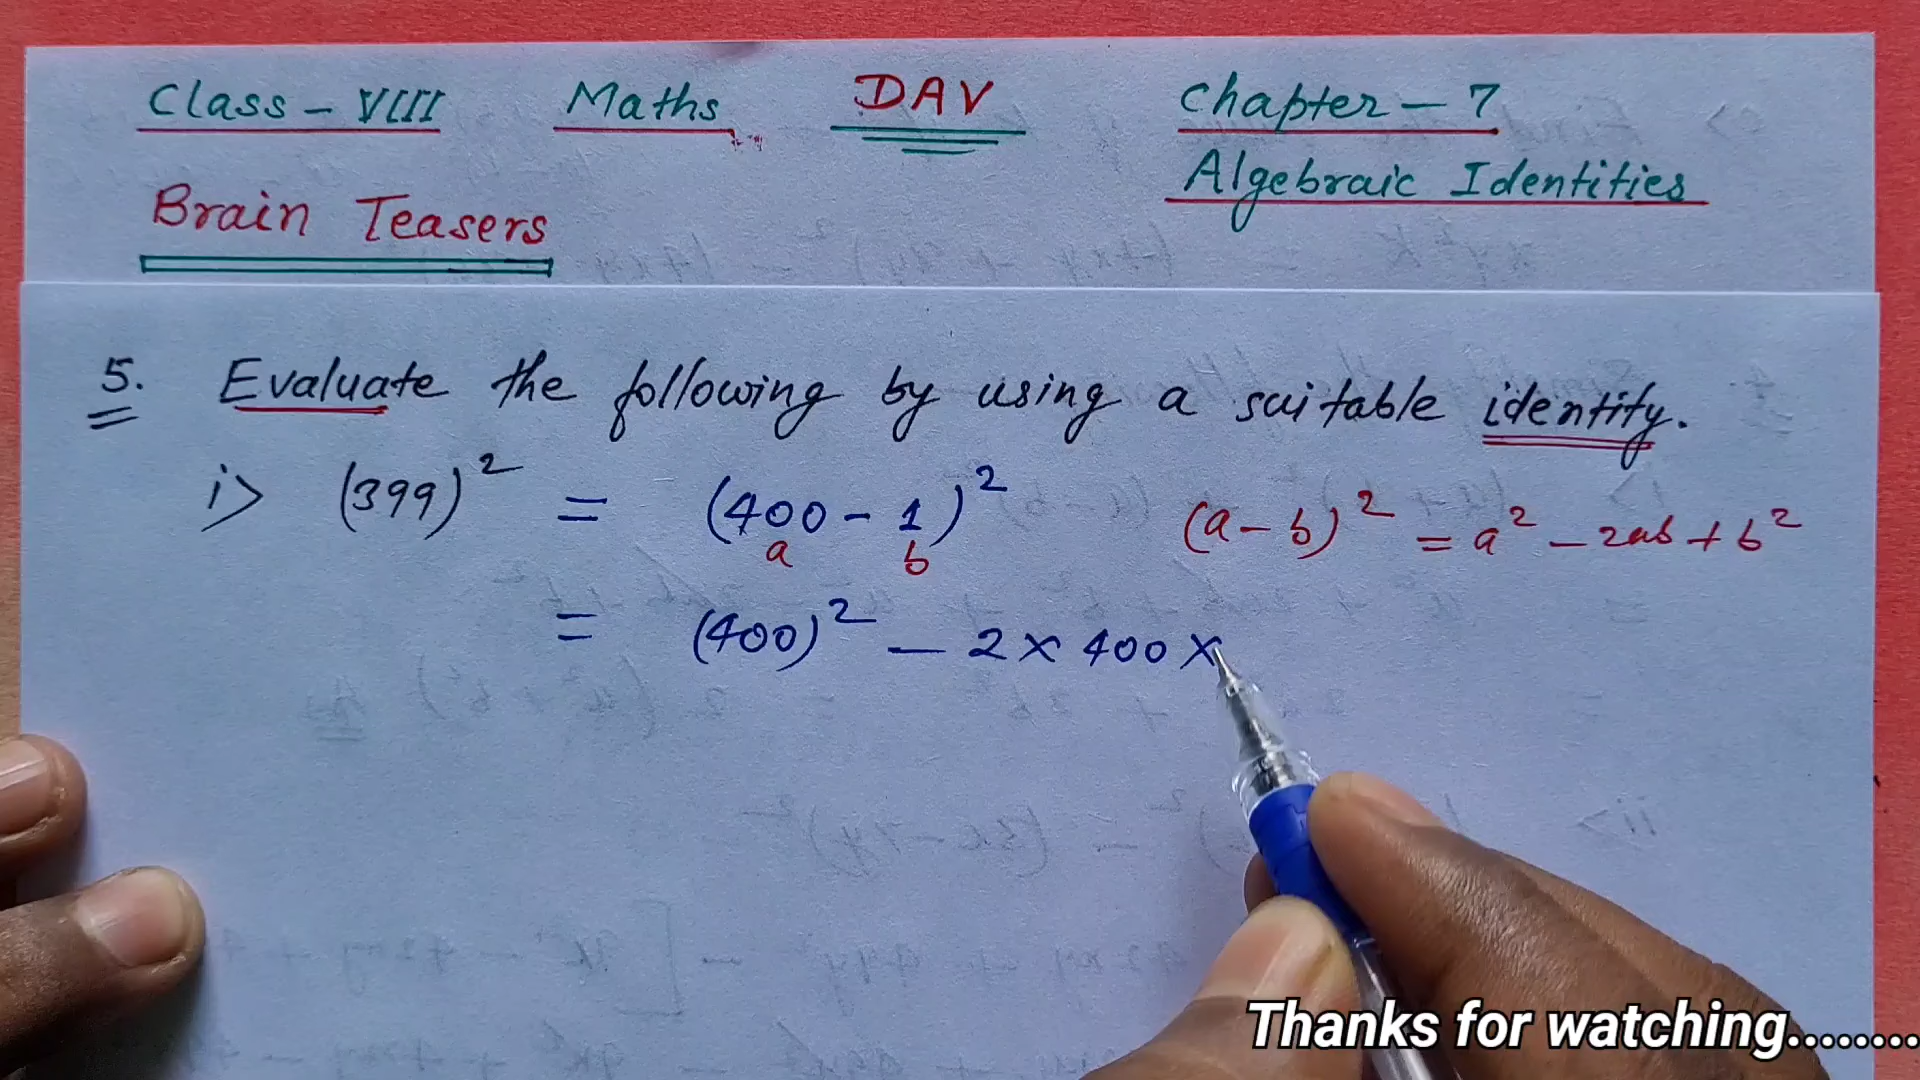 Class - VIII Maths DAV Chapter - 7
Algebraic Identities
Brain Teasers
5. Evaluate the following by using a suitable identity.
i> (399)² = (400 - 1)² (a - b)² = a² - 2ab + b²
a b
= (400)² - 2 × 400 ×
Thanks for watching........